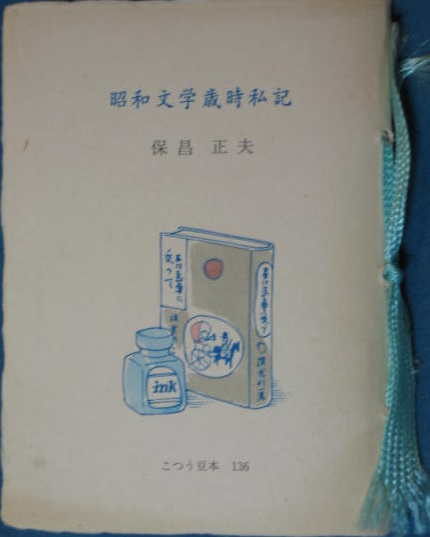 昭和文学歳時私記
保昌 正夫
ink
こつう豆本 136